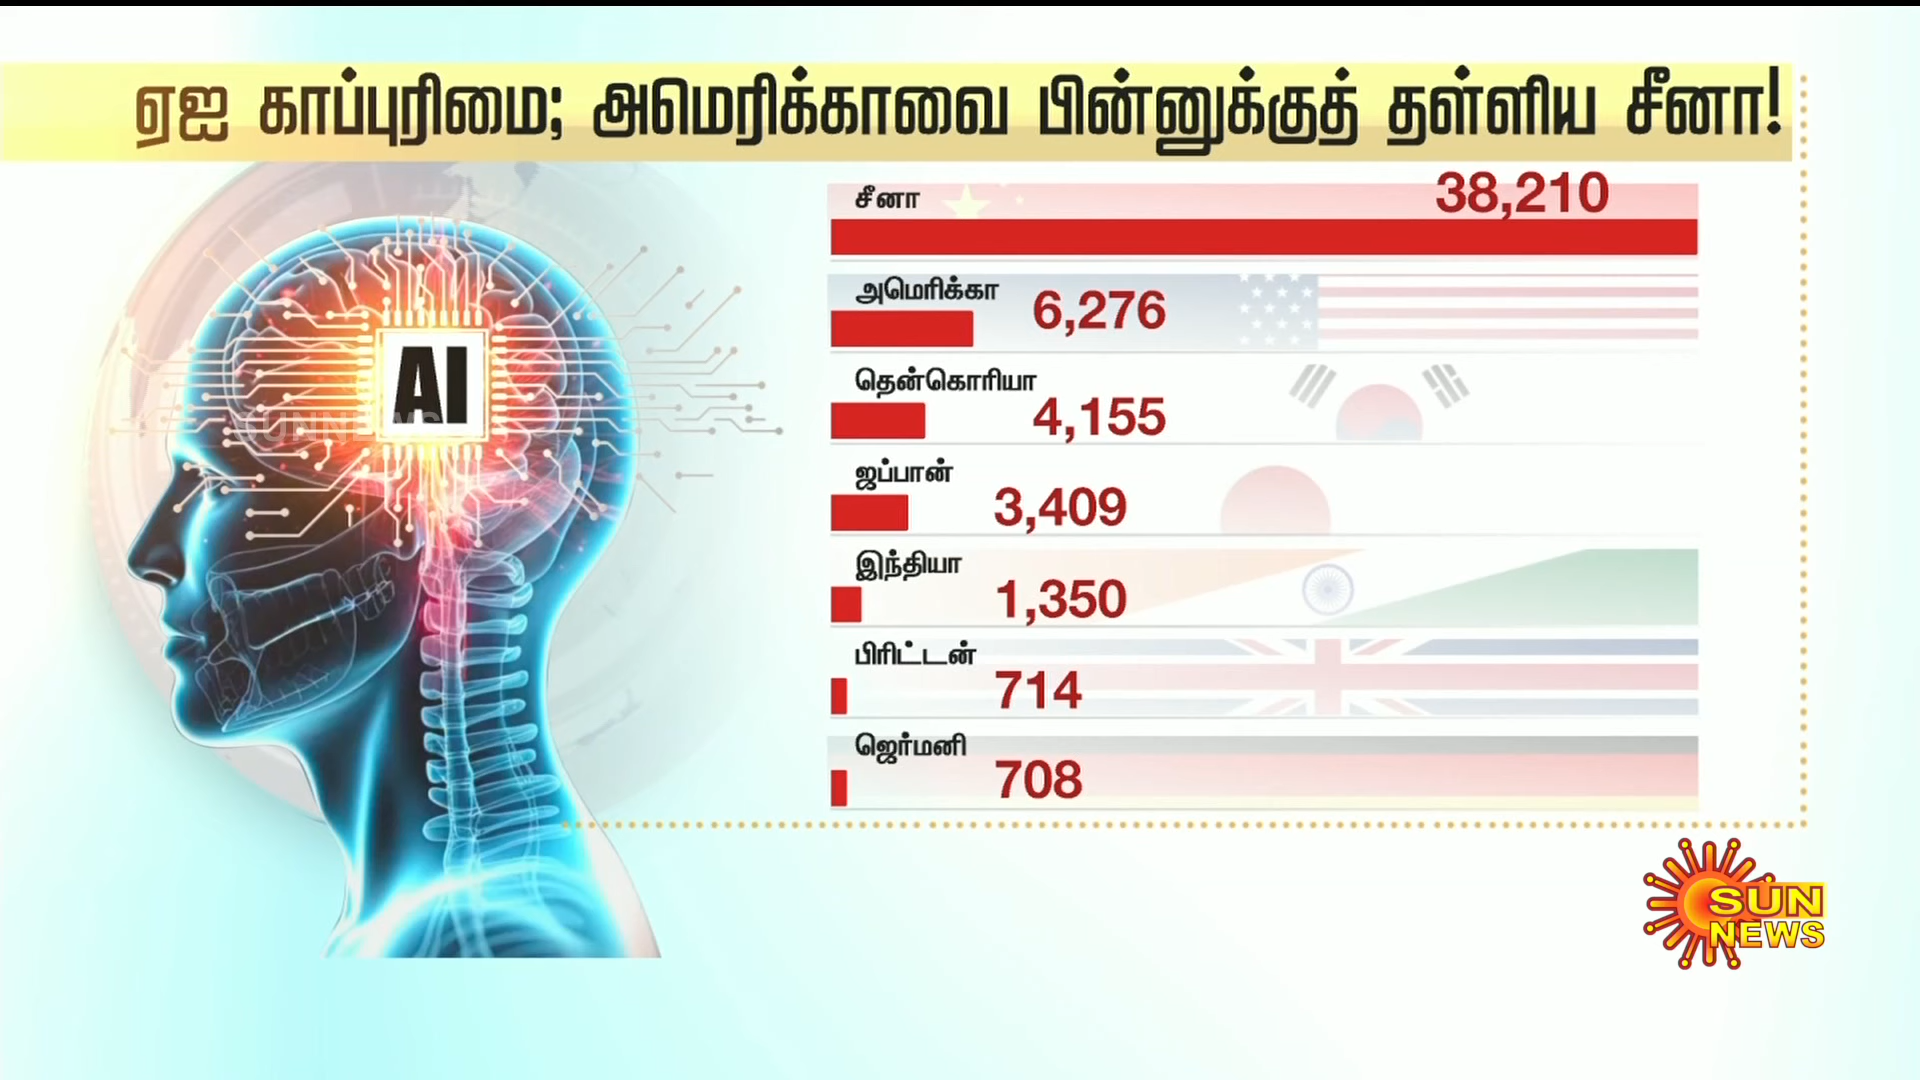 ஏஐ காப்புரிமை; அமெரிக்காவை பின்னுக்குத் தள்ளிய சீனா!
சீனா 38,210
அமெரிக்கா 6,276
தென்கொரியா 4,155
ஜப்பான் 3,409
இந்தியா 1,350
பிரிட்டன் 714
ஜெர்மனி 708
AI
SUNNEWS
SUN
NEWS